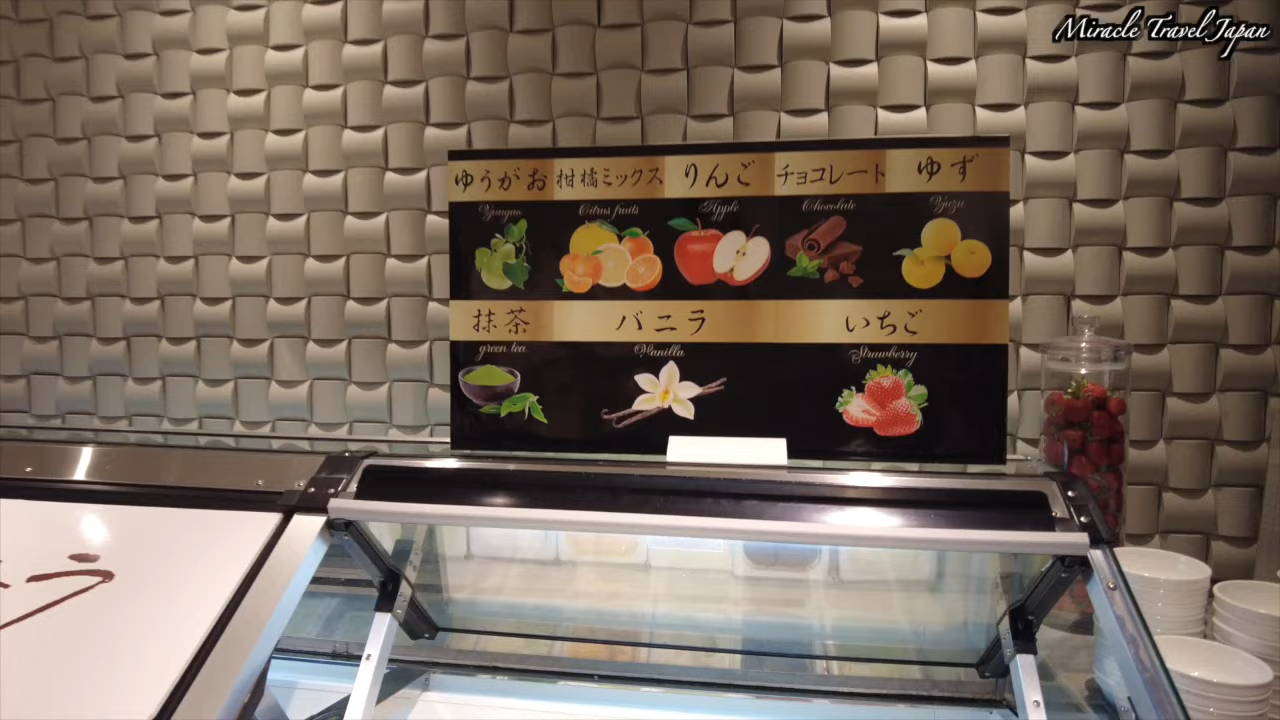 Miracle Travel Japan
ゆうがお 柑橘ミックス りんご チョコレート ゆず
Yuugao Citrus fruits Apple Chocolate Yuzu
抹茶 バニラ いちご
green tea Vanilla Strawberry
う